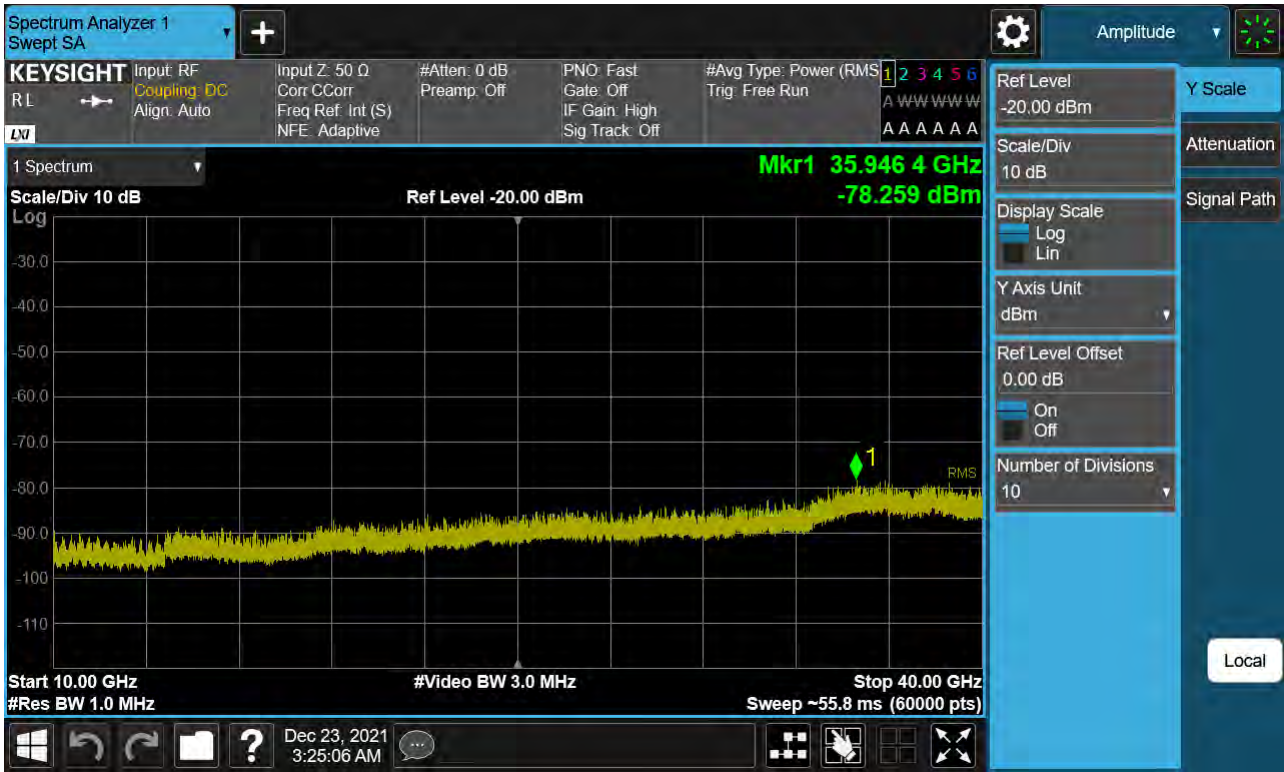 Spectrum Analyzer 1
Swept SA
+
Amplitude
KEYSIGHT
RL
LXI
Input: RF
Coupling: DC
Align: Auto
Input Z: 50 Ω
Corr CCorr
Freq Ref: Int (S)
NFE: Adaptive
#Atten: 0 dB
Preamp: Off
PNO: Fast
Gate: Off
IF Gain: High
Sig Track: Off
#Avg Type: Power (RMS
Trig: Free Run
1 2 3 4 5 6
A W W W W W
A A A A A A
1 Spectrum
Scale/Div 10 dB
Ref Level -20.00 dBm
Mkr1 35.946 4 GHz
-78.259 dBm
Log
-30.0
-40.0
-50.0
-60.0
-70.0
-80.0
-90.0
-100
-110
1
RMS
Start 10.00 GHz
#Res BW 1.0 MHz
#Video BW 3.0 MHz
Stop 40.00 GHz
Sweep ~55.8 ms (60000 pts)
Ref Level
-20.00 dBm
Scale/Div
10 dB
Display Scale
Log
Lin
Y Axis Unit
dBm
Ref Level Offset
0.00 dB
On
Off
Number of Divisions
10
Y Scale
Attenuation
Signal Path
Local
?
Dec 23, 2021
3:25:06 AM